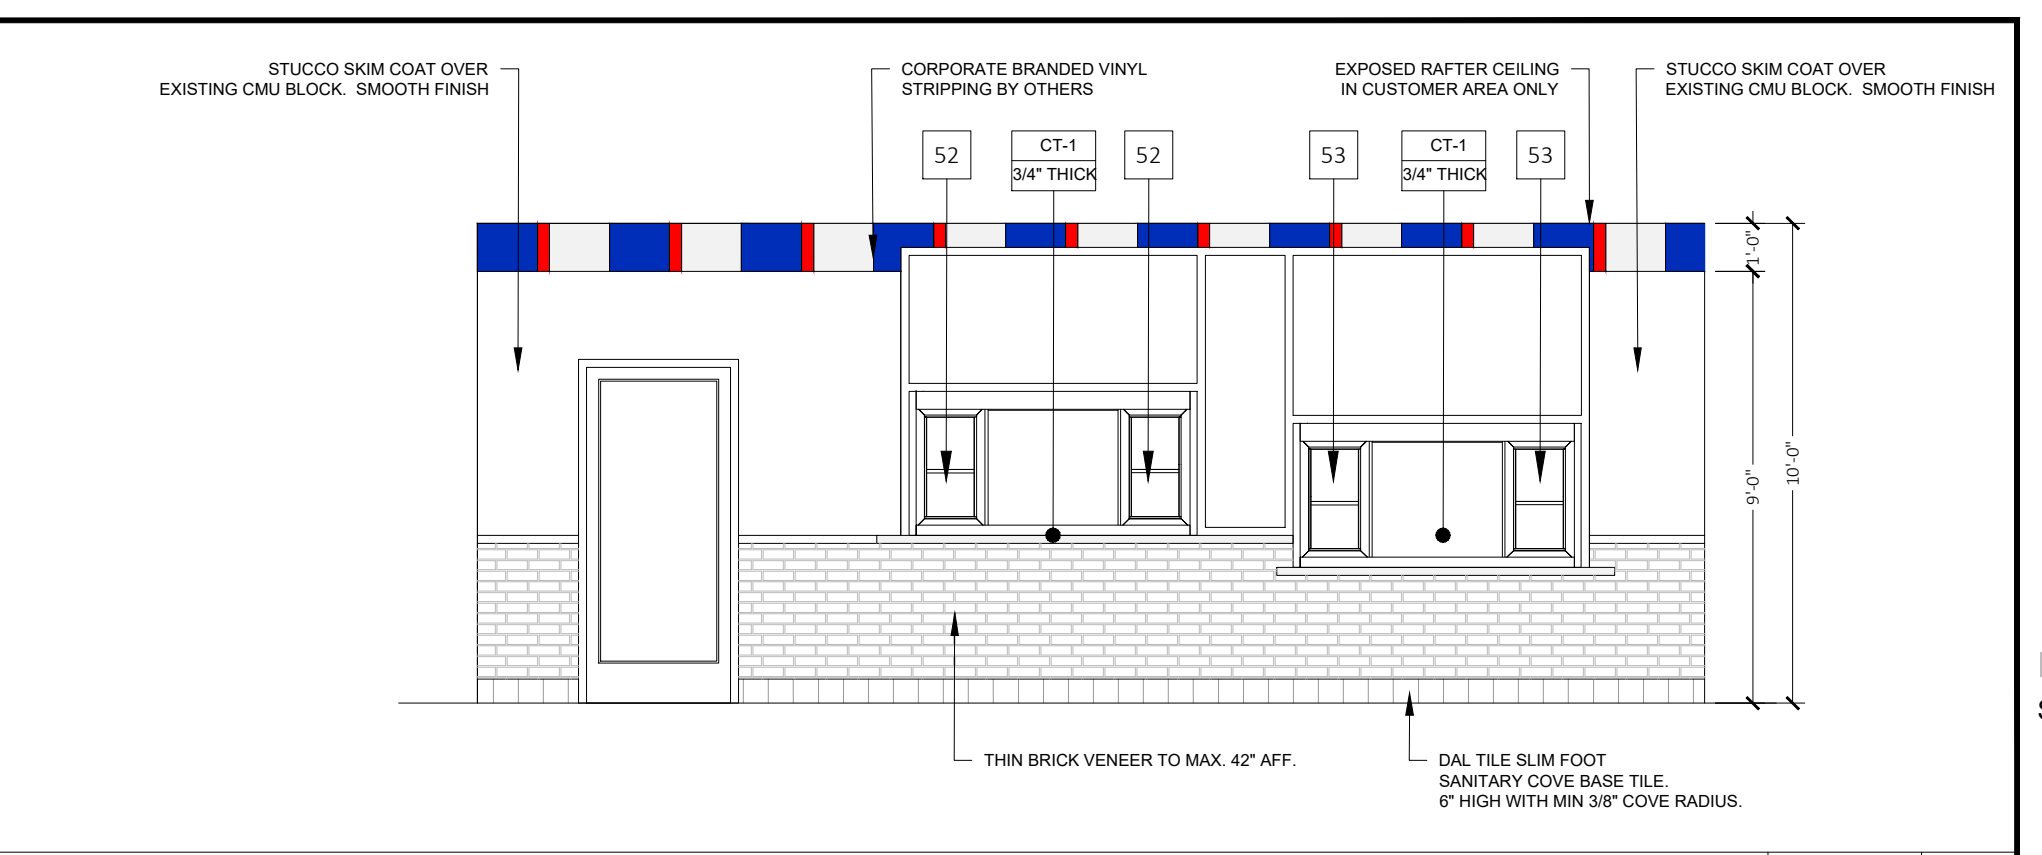 STUCCO SKIM COAT OVER
EXISTING CMU BLOCK.  SMOOTH FINISH
CORPORATE BRANDED VINYL
STRIPPING BY OTHERS
EXPOSED RAFTER CEILING
IN CUSTOMER AREA ONLY
STUCCO SKIM COAT OVER
EXISTING CMU BLOCK.  SMOOTH FINISH
52
CT-1
3/4" THICK
52
53
CT-1
3/4" THICK
53
1'-0"
9'-0"
10'-0"
THIN BRICK VENEER TO MAX. 42" AFF.
DAL TILE SLIM FOOT
SANITARY COVE BASE TILE.
6" HIGH WITH MIN 3/8" COVE RADIUS.